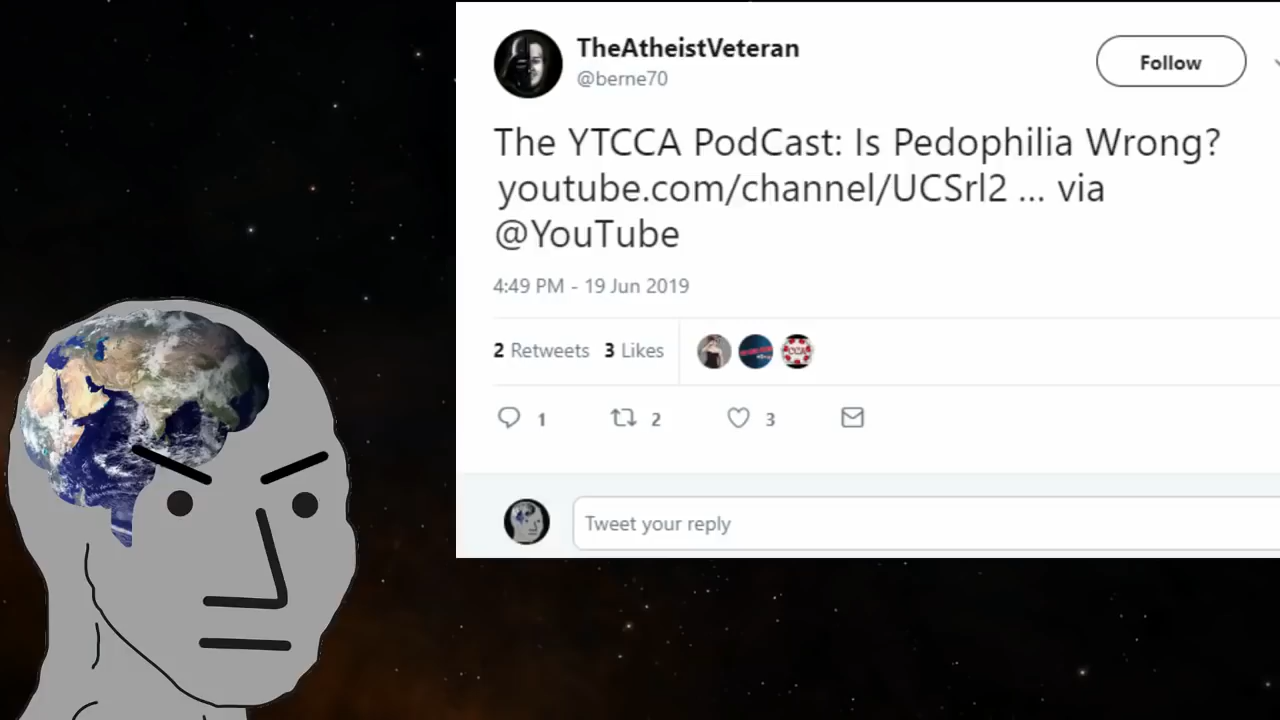 TheAtheistVeteran
@berne70
Follow
The YTCCA PodCast: Is Pedophilia Wrong?
youtube.com/channel/UCSrl2 ... via
@YouTube
4:49 PM - 19 Jun 2019
2 Retweets 3 Likes
1 2 3
Tweet your reply